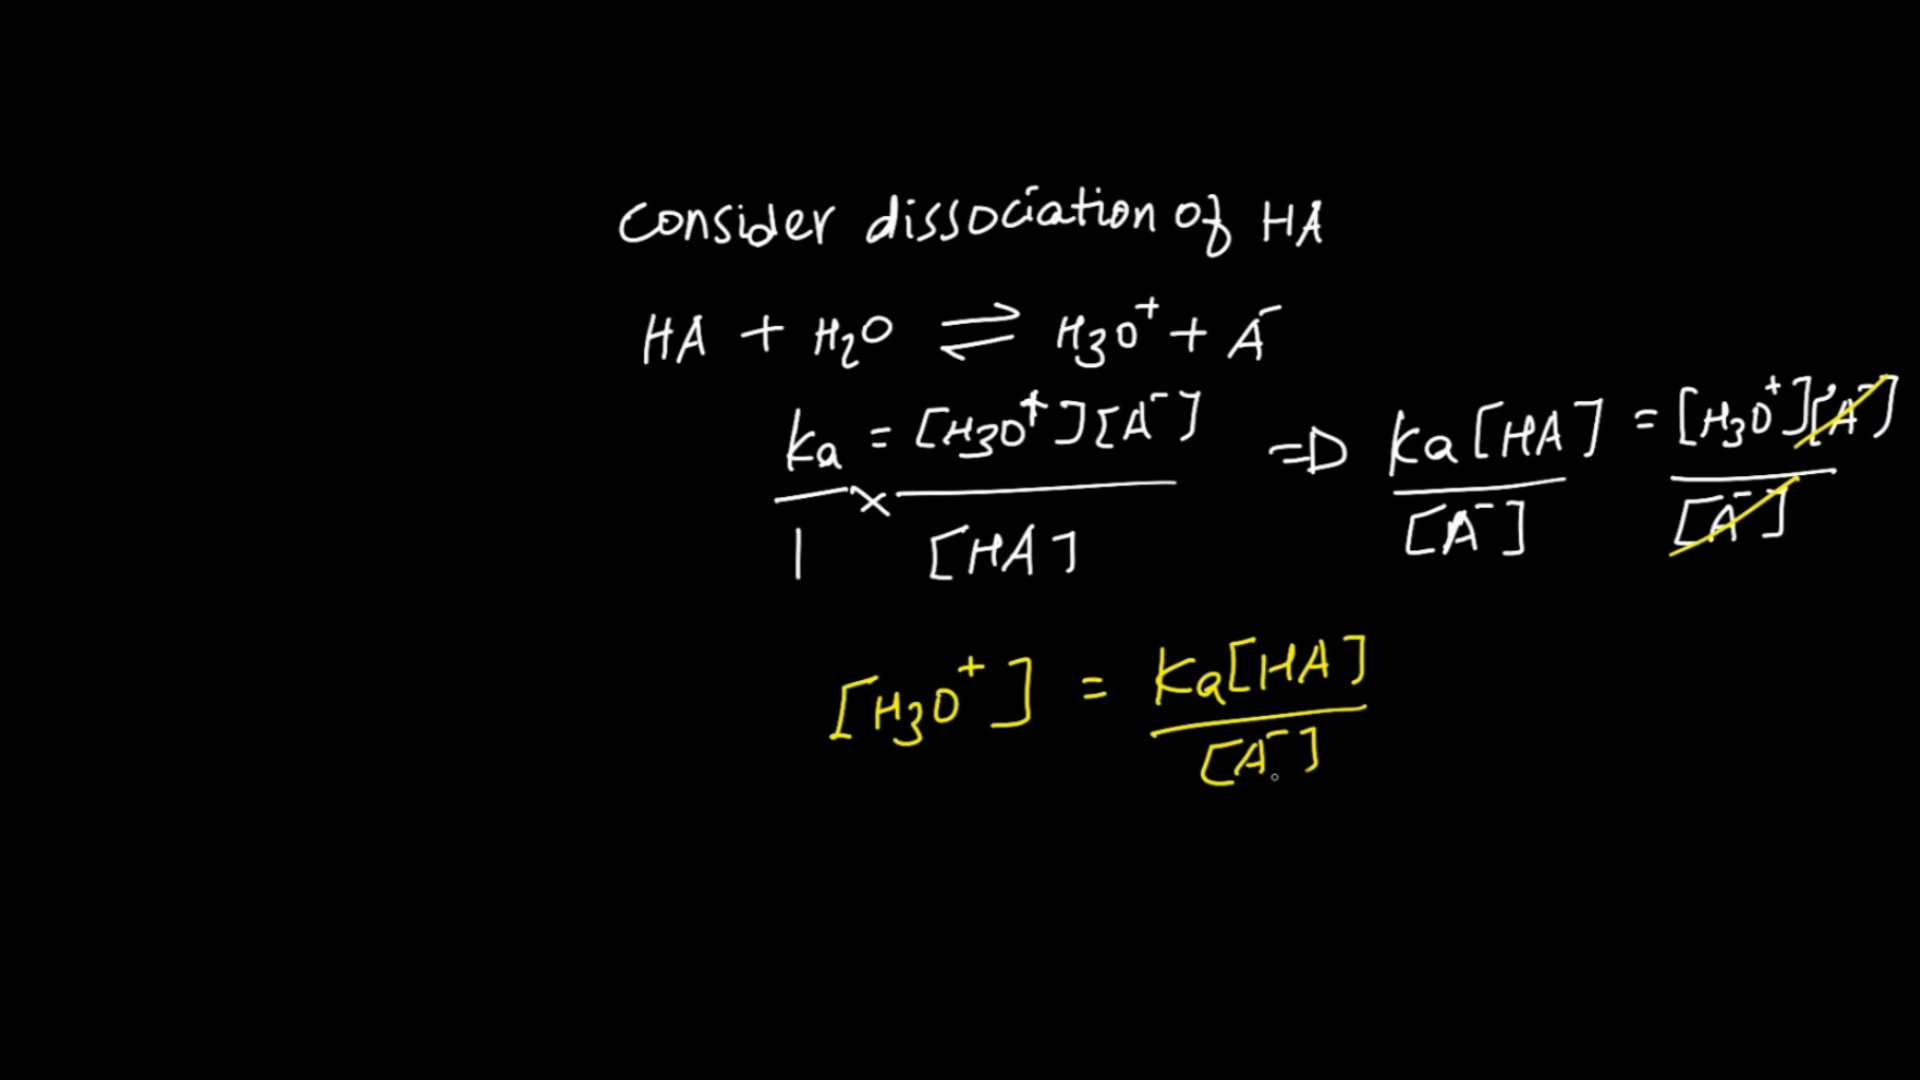 Consider dissociation of HA
HA + H₂O ⇌ H₃O⁺ + A⁻
Ka/1 × = [H₃O⁺][A⁻]/[HA] ⇒ Ka[HA]/[A⁻] = [H₃O⁺][A⁻]/[A⁻]
[H₃O⁺] = Ka[HA]/[A⁻]